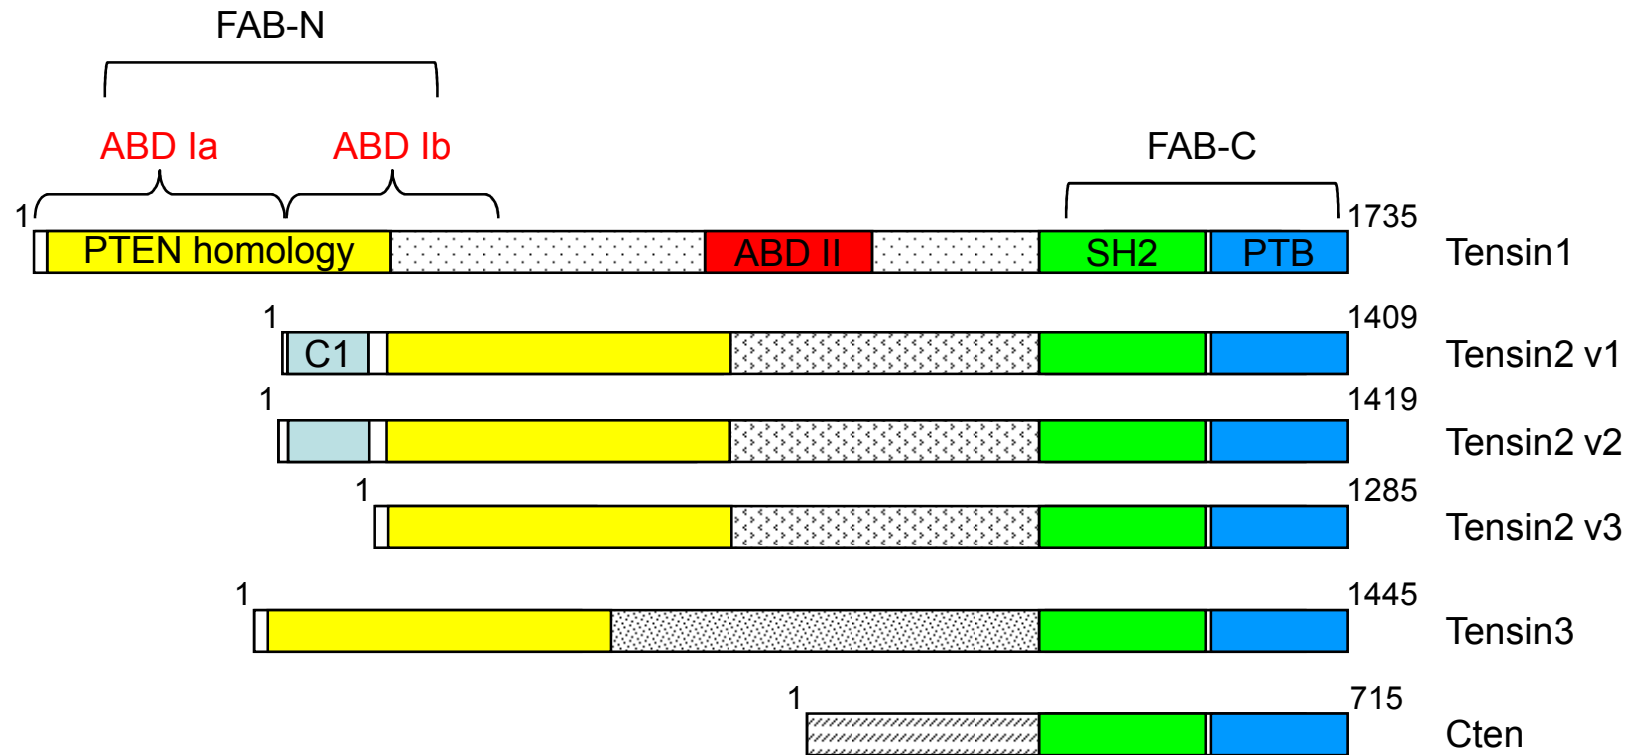 FAB-N
ABD Ia ABD Ib FAB-C
1 1735
PTEN homology ABD II SH2 PTB Tensin1
1 1409
C1 Tensin2 v1
1 1419
Tensin2 v2
1 1285
Tensin2 v3
1 1445
Tensin3
1 715
Cten